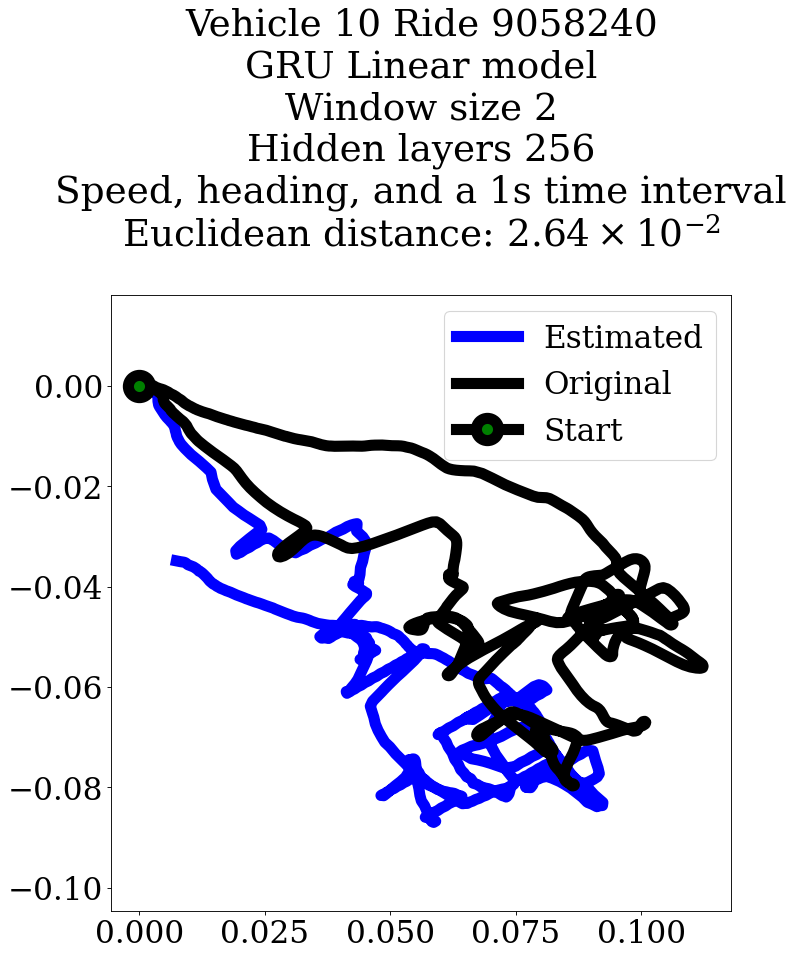 Vehicle 10 Ride 9058240
GRU Linear model
Window size 2
Hidden layers 256
Speed, heading, and a 1s time interval
Euclidean distance: 2.64 × 10⁻²
Estimated
Original
Start
0.00
−0.02
−0.04
−0.06
−0.08
−0.10
0.000 0.025 0.050 0.075 0.100